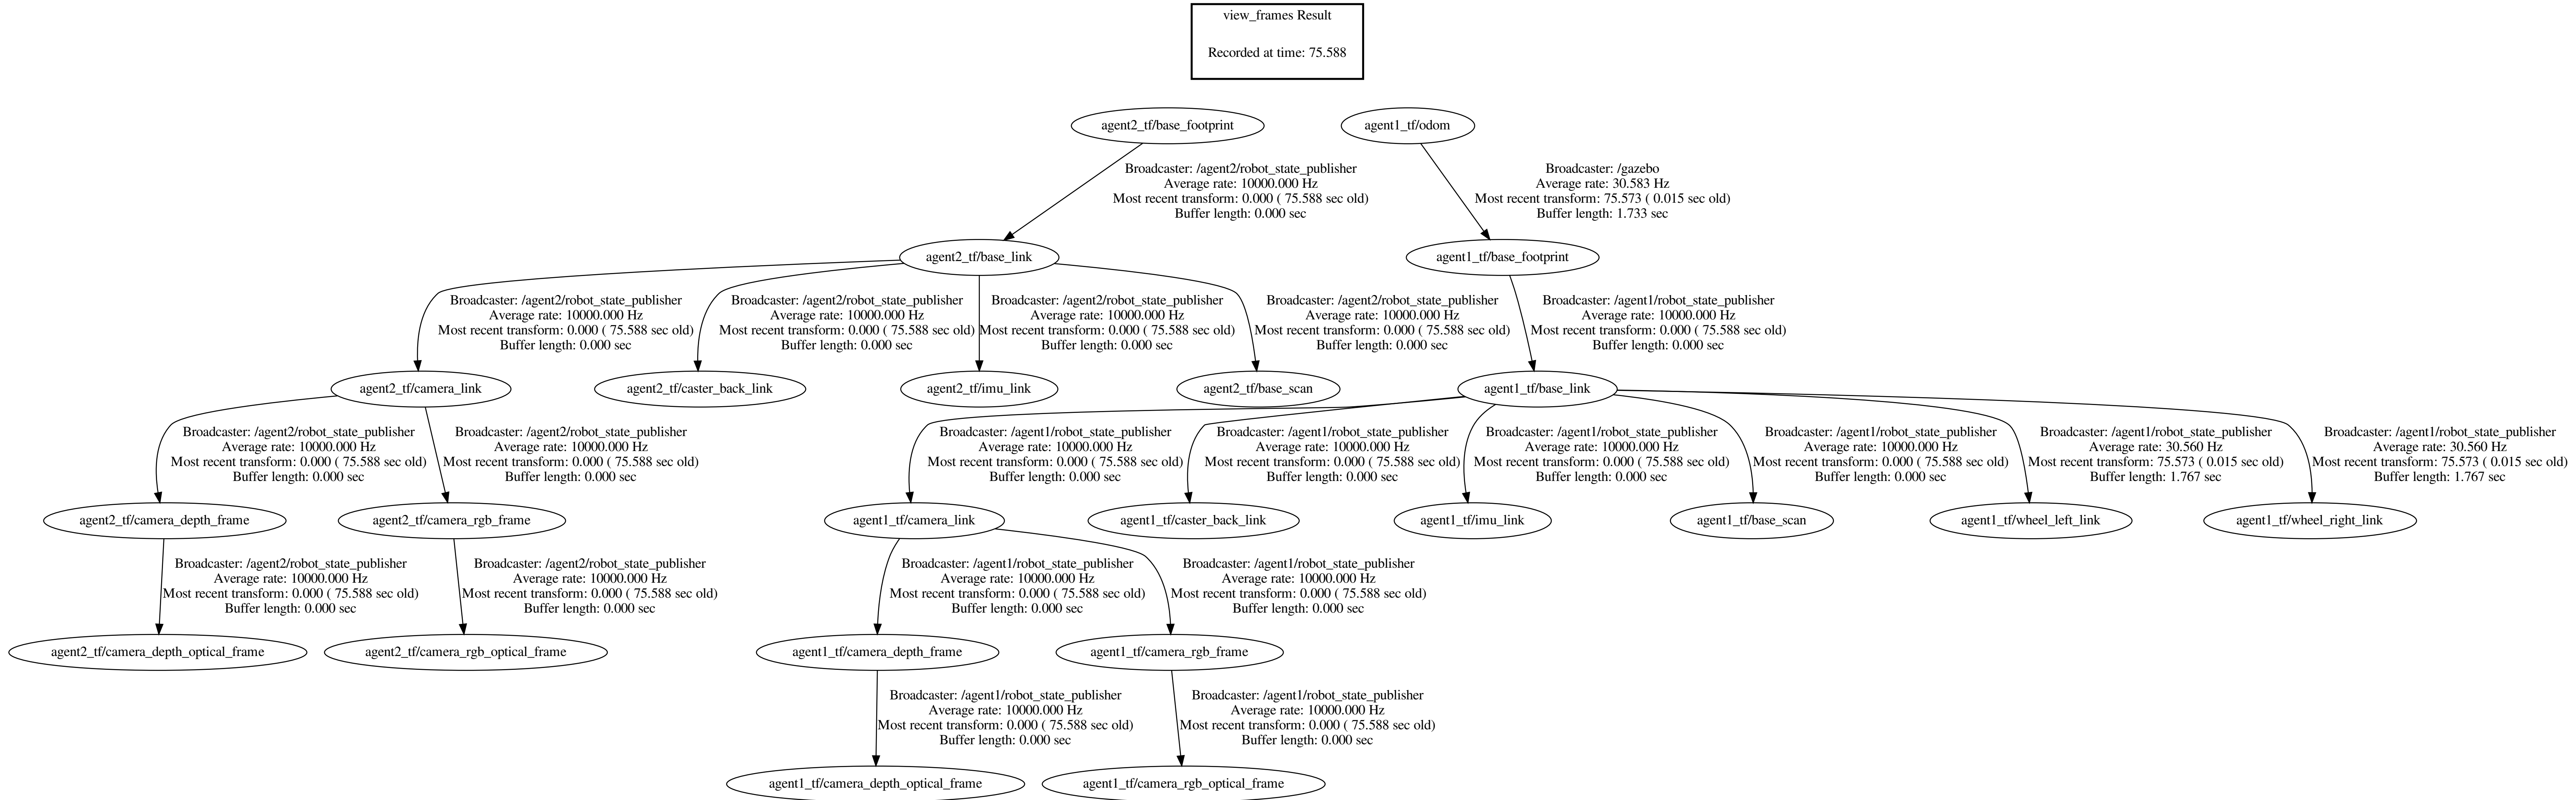 view_frames Result
Recorded at time: 75.588
agent2_tf/base_footprint
agent1_tf/odom
Broadcaster: /agent2/robot_state_publisher
Average rate: 10000.000 Hz
Most recent transform: 0.000 ( 75.588 sec old)
Buffer length: 0.000 sec
Broadcaster: /gazebo
Average rate: 30.583 Hz
Most recent transform: 75.573 ( 0.015 sec old)
Buffer length: 1.733 sec
agent2_tf/base_link
agent1_tf/base_footprint
Broadcaster: /agent2/robot_state_publisher
Average rate: 10000.000 Hz
Most recent transform: 0.000 ( 75.588 sec old)
Buffer length: 0.000 sec
Broadcaster: /agent2/robot_state_publisher
Average rate: 10000.000 Hz
Most recent transform: 0.000 ( 75.588 sec old)
Buffer length: 0.000 sec
Broadcaster: /agent2/robot_state_publisher
Average rate: 10000.000 Hz
Most recent transform: 0.000 ( 75.588 sec old)
Buffer length: 0.000 sec
Broadcaster: /agent2/robot_state_publisher
Average rate: 10000.000 Hz
Most recent transform: 0.000 ( 75.588 sec old)
Buffer length: 0.000 sec
Broadcaster: /agent1/robot_state_publisher
Average rate: 10000.000 Hz
Most recent transform: 0.000 ( 75.588 sec old)
Buffer length: 0.000 sec
agent2_tf/camera_link
agent2_tf/caster_back_link
agent2_tf/imu_link
agent2_tf/base_scan
agent1_tf/base_link
Broadcaster: /agent2/robot_state_publisher
Average rate: 10000.000 Hz
Most recent transform: 0.000 ( 75.588 sec old)
Buffer length: 0.000 sec
Broadcaster: /agent2/robot_state_publisher
Average rate: 10000.000 Hz
Most recent transform: 0.000 ( 75.588 sec old)
Buffer length: 0.000 sec
Broadcaster: /agent1/robot_state_publisher
Average rate: 10000.000 Hz
Most recent transform: 0.000 ( 75.588 sec old)
Buffer length: 0.000 sec
Broadcaster: /agent1/robot_state_publisher
Average rate: 10000.000 Hz
Most recent transform: 0.000 ( 75.588 sec old)
Buffer length: 0.000 sec
Broadcaster: /agent1/robot_state_publisher
Average rate: 10000.000 Hz
Most recent transform: 0.000 ( 75.588 sec old)
Buffer length: 0.000 sec
Broadcaster: /agent1/robot_state_publisher
Average rate: 10000.000 Hz
Most recent transform: 0.000 ( 75.588 sec old)
Buffer length: 0.000 sec
Broadcaster: /agent1/robot_state_publisher
Average rate: 30.560 Hz
Most recent transform: 75.573 ( 0.015 sec old)
Buffer length: 1.767 sec
Broadcaster: /agent1/robot_state_publisher
Average rate: 30.560 Hz
Most recent transform: 75.573 ( 0.015 sec old)
Buffer length: 1.767 sec
agent2_tf/camera_depth_frame
agent2_tf/camera_rgb_frame
agent1_tf/camera_link
agent1_tf/caster_back_link
agent1_tf/imu_link
agent1_tf/base_scan
agent1_tf/wheel_left_link
agent1_tf/wheel_right_link
Broadcaster: /agent2/robot_state_publisher
Average rate: 10000.000 Hz
Most recent transform: 0.000 ( 75.588 sec old)
Buffer length: 0.000 sec
Broadcaster: /agent2/robot_state_publisher
Average rate: 10000.000 Hz
Most recent transform: 0.000 ( 75.588 sec old)
Buffer length: 0.000 sec
Broadcaster: /agent1/robot_state_publisher
Average rate: 10000.000 Hz
Most recent transform: 0.000 ( 75.588 sec old)
Buffer length: 0.000 sec
Broadcaster: /agent1/robot_state_publisher
Average rate: 10000.000 Hz
Most recent transform: 0.000 ( 75.588 sec old)
Buffer length: 0.000 sec
agent2_tf/camera_depth_optical_frame
agent2_tf/camera_rgb_optical_frame
agent1_tf/camera_depth_frame
agent1_tf/camera_rgb_frame
Broadcaster: /agent1/robot_state_publisher
Average rate: 10000.000 Hz
Most recent transform: 0.000 ( 75.588 sec old)
Buffer length: 0.000 sec
Broadcaster: /agent1/robot_state_publisher
Average rate: 10000.000 Hz
Most recent transform: 0.000 ( 75.588 sec old)
Buffer length: 0.000 sec
agent1_tf/camera_depth_optical_frame
agent1_tf/camera_rgb_optical_frame